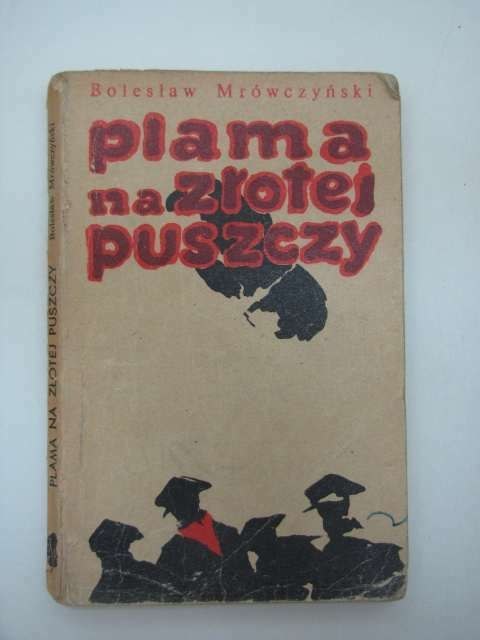 Bolesław Mrówczyński
plama
na złotej
puszczy
PLAMA NA ZŁOTEJ PUSZCZY Bolesław Mrówczyński